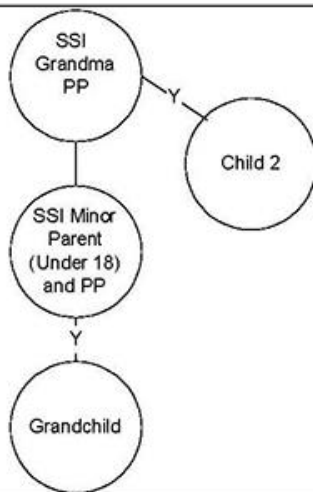 SSI
Grandma
PP
Y
Child 2
SSI Minor
Parent
(Under 18)
and PP
Y
Grandchild